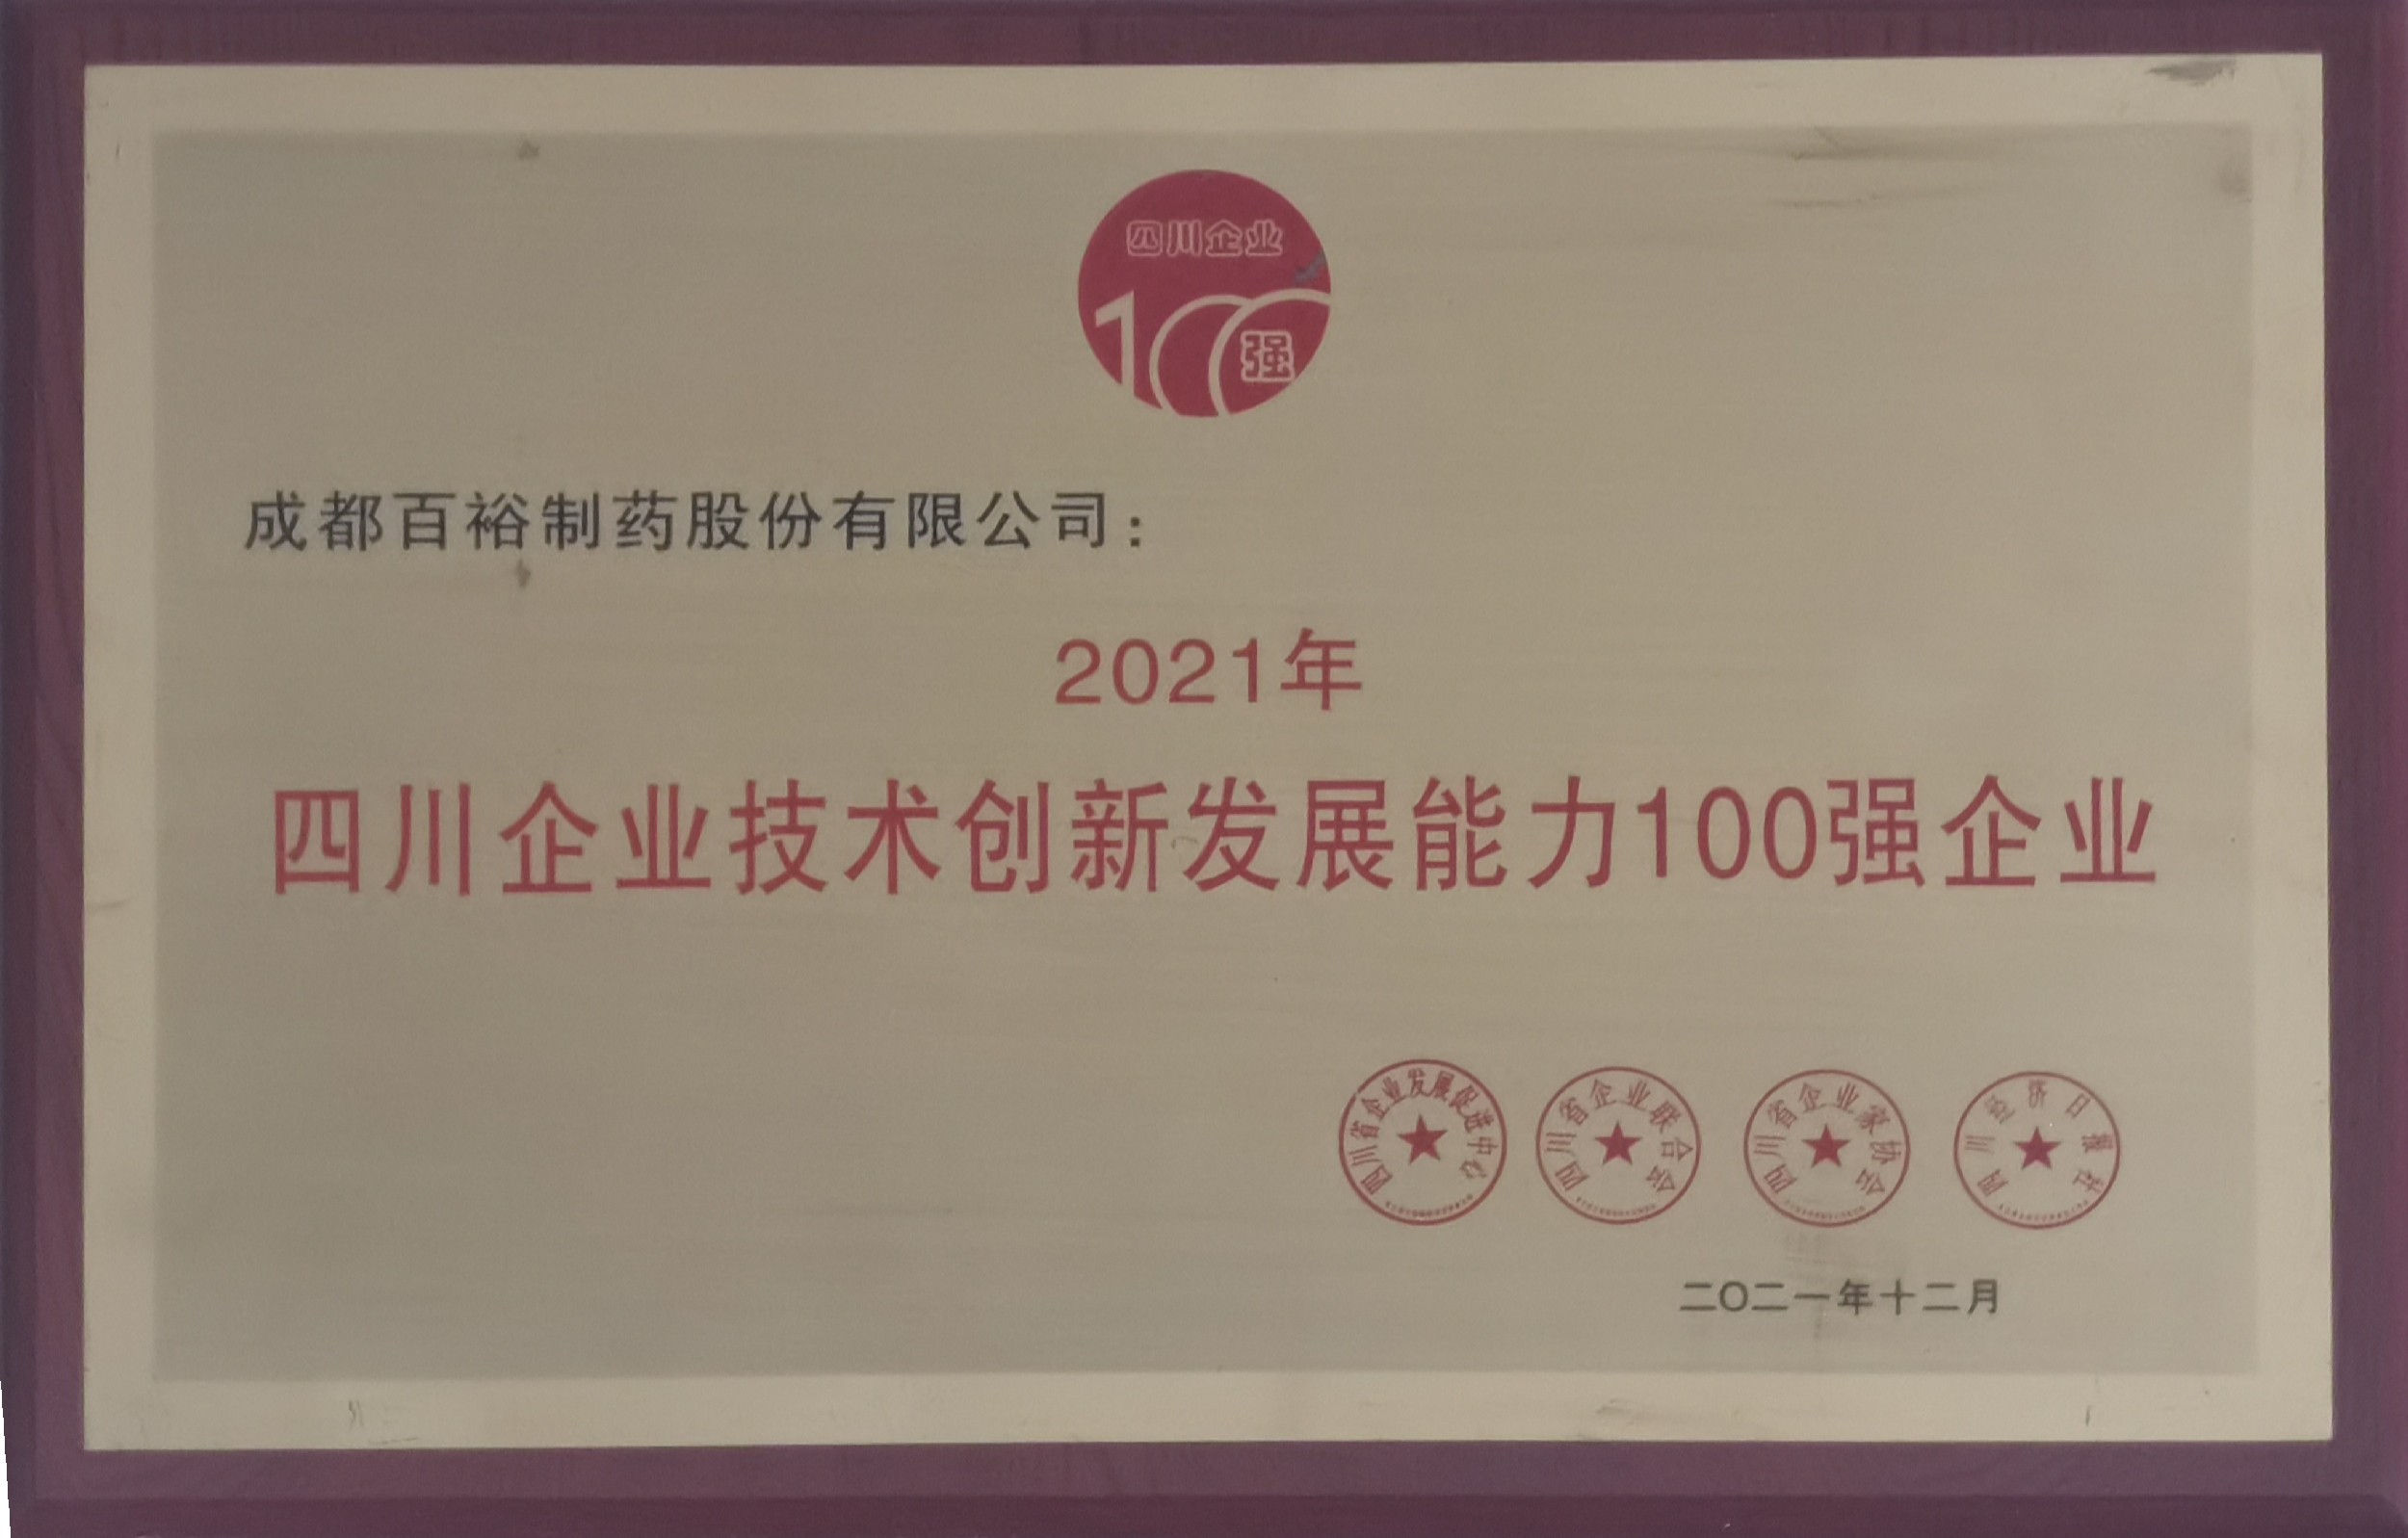 四川企业
100强
成都百裕制药股份有限公司：
2021年
四川企业技术创新发展能力100强企业
四川省企业发展促进中心
四川省企业联合会
四川省企业家协会
四川经济日报社
二〇二一年十二月